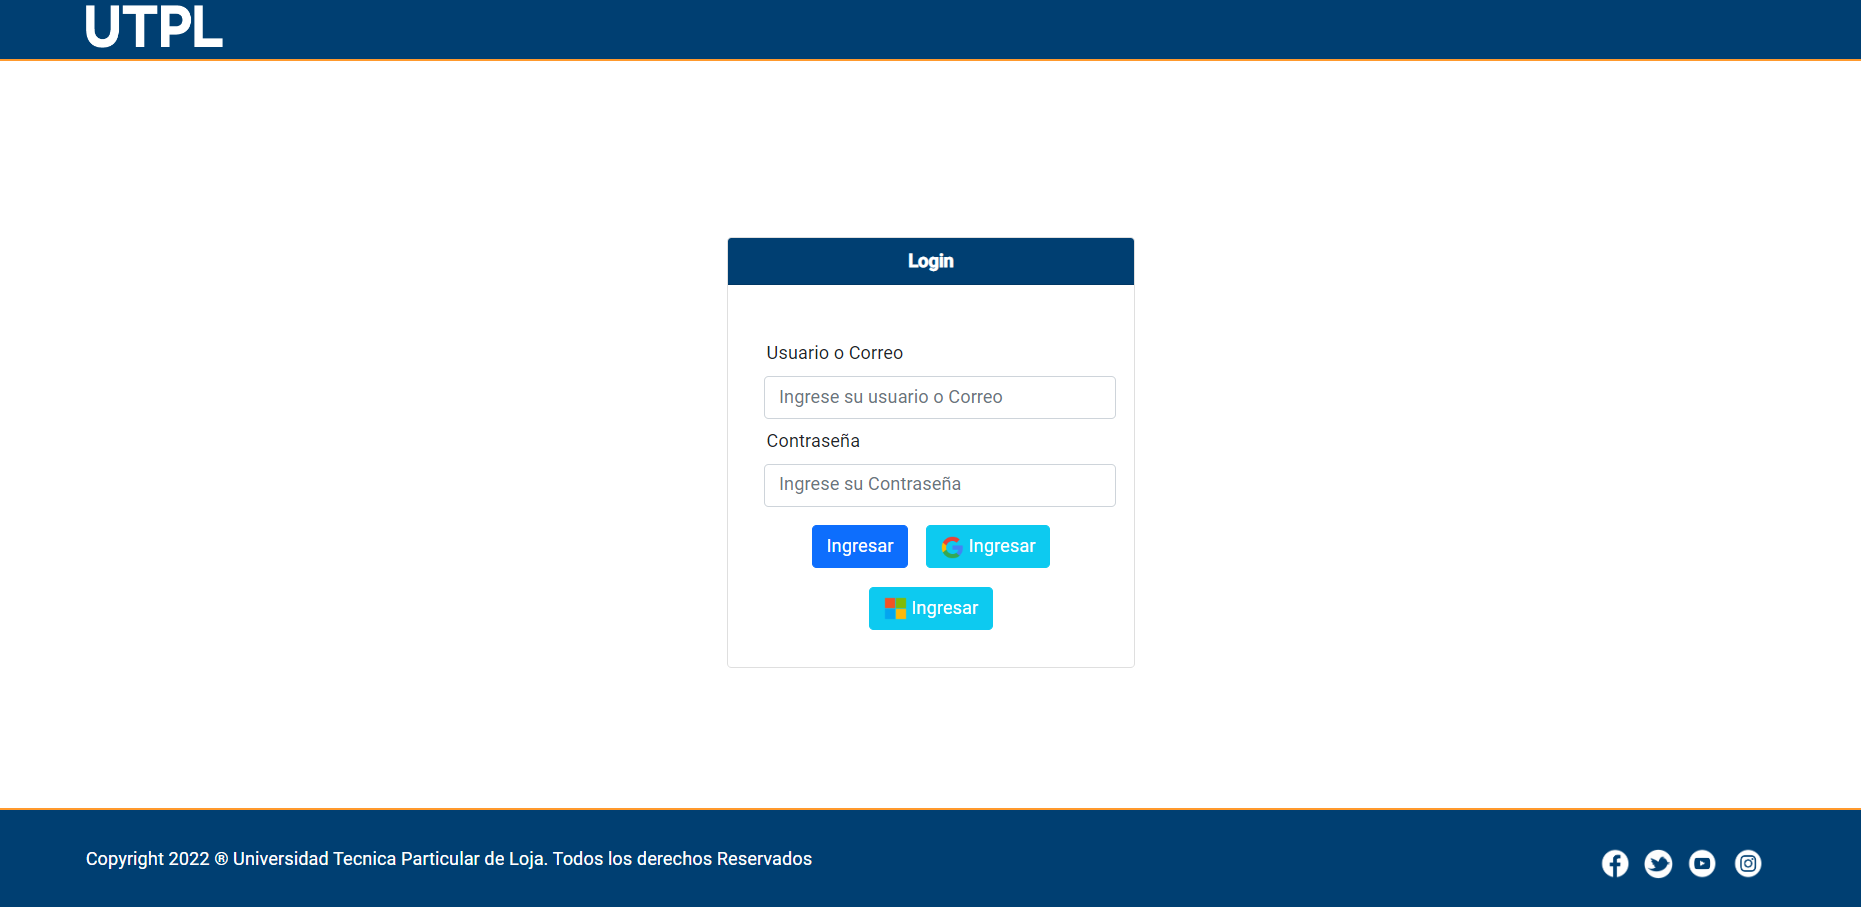 UTPL
Login
Usuario o Correo
Ingrese su usuario o Correo
Contraseña
Ingrese su Contraseña
Ingresar Ingresar
Ingresar
Copyright 2022 ® Universidad Tecnica Particular de Loja. Todos los derechos Reservados